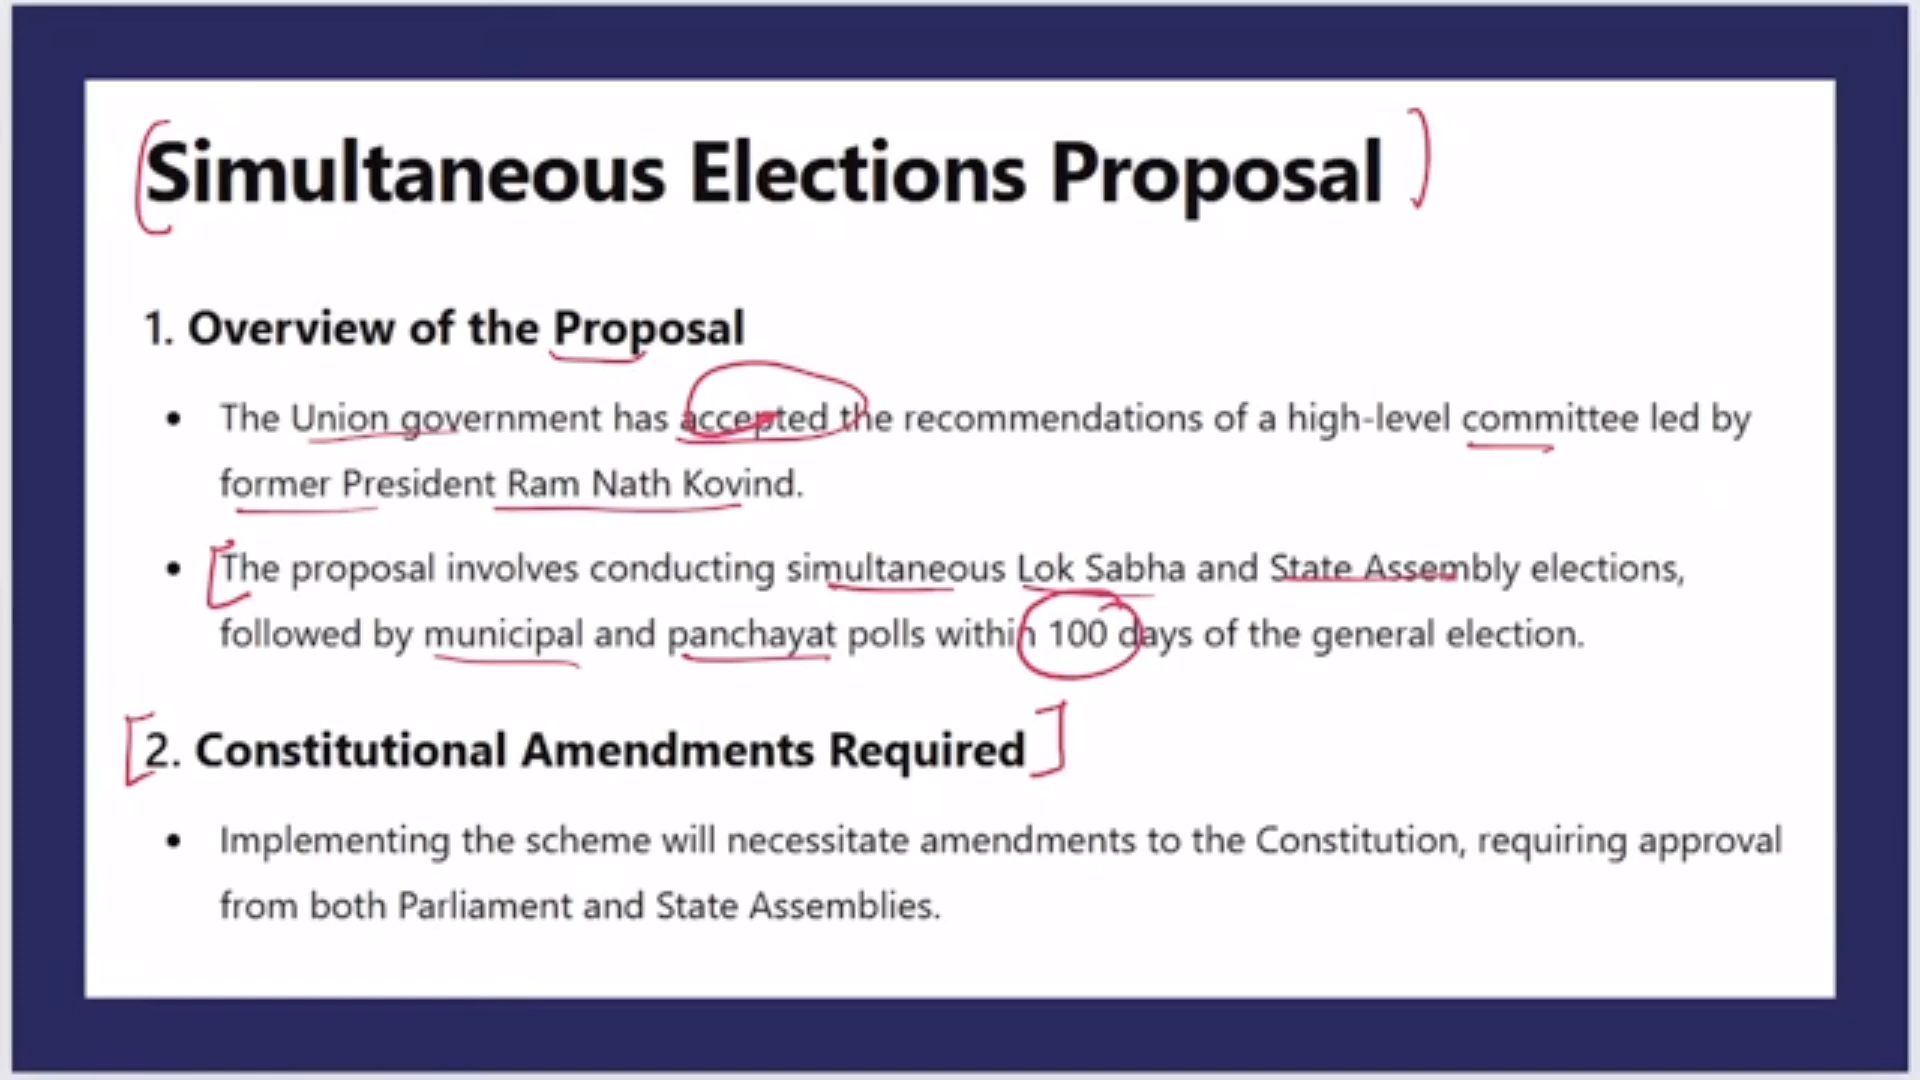 Simultaneous Elections Proposal
1. Overview of the Proposal
• The Union government has accepted the recommendations of a high-level committee led by
former President Ram Nath Kovind.
• The proposal involves conducting simultaneous Lok Sabha and State Assembly elections,
followed by municipal and panchayat polls within 100 days of the general election.
2. Constitutional Amendments Required
• Implementing the scheme will necessitate amendments to the Constitution, requiring approval
from both Parliament and State Assemblies.